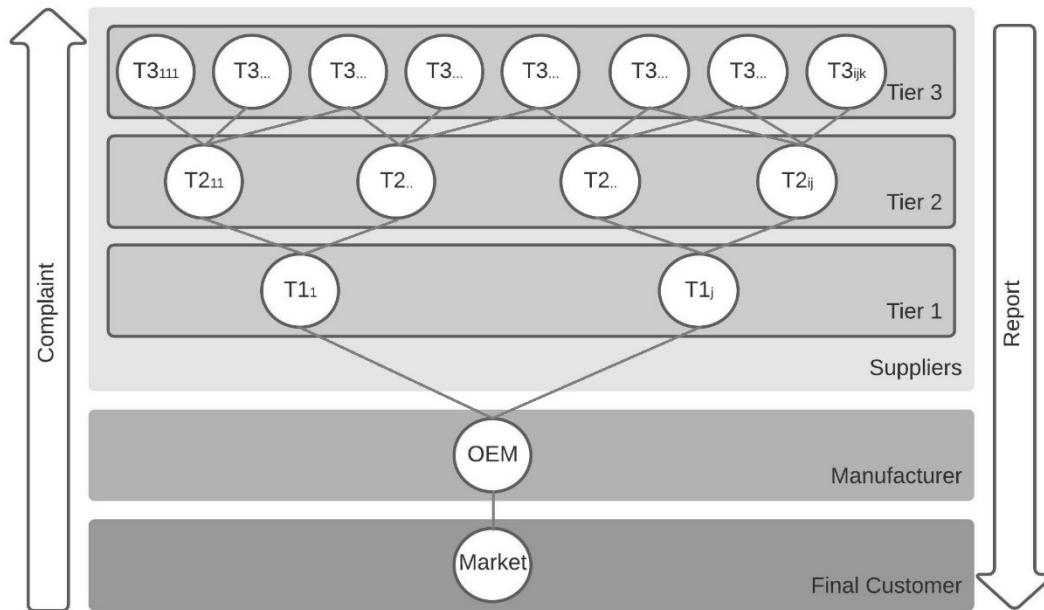 T3111 T3... T3... T3... T3... T3... T3... T3ijk
Tier 3
T211 T2.. T2.. T2ij
Tier 2
T11 T1j
Tier 1
Suppliers
OEM
Manufacturer
Market
Final Customer
Complaint
Report